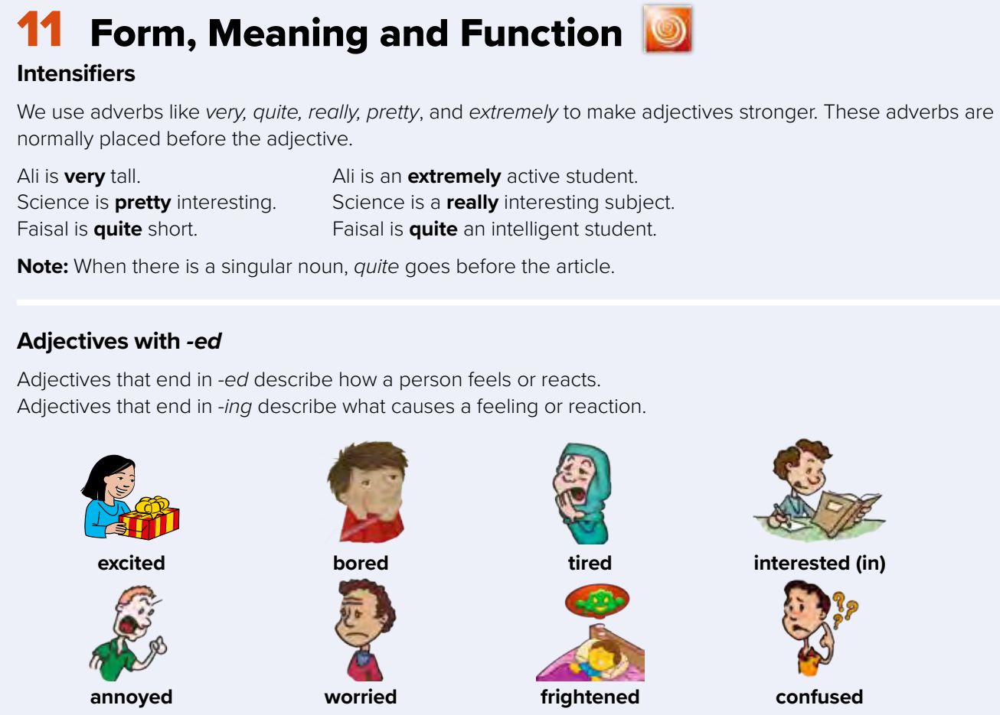 11 Form, Meaning and Function
Intensifiers
We use adverbs like very, quite, really, pretty, and extremely to make adjectives stronger. These adverbs are
normally placed before the adjective.
Ali is very tall.
Science is pretty interesting.
Faisal is quite short.
Ali is an extremely active student.
Science is a really interesting subject.
Faisal is quite an intelligent student.
Note: When there is a singular noun, quite goes before the article.
Adjectives with -ed
Adjectives that end in -ed describe how a person feels or reacts.
Adjectives that end in -ing describe what causes a feeling or reaction.
excited
bored
tired
interested (in)
annoyed
worried
frightened
confused